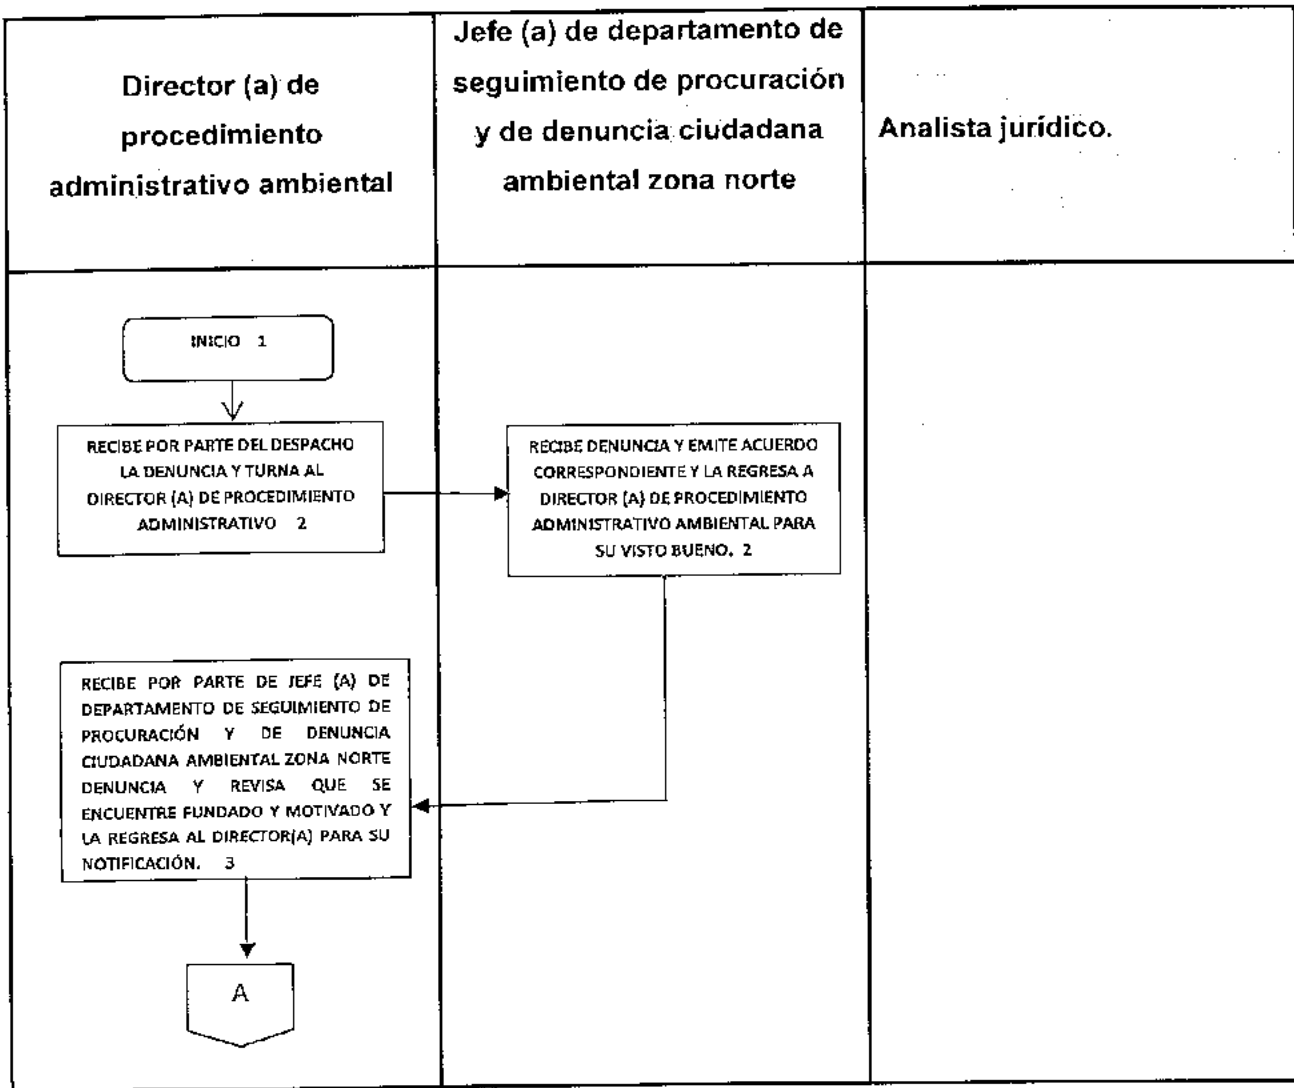 Director (a) de
procedimiento
administrativo ambiental
Jefe (a) de departamento de
seguimiento de procuración
y de denuncia ciudadana
ambiental zona norte
Analista jurídico.
INICIO 1
RECIBE POR PARTE DEL DESPACHO
LA DENUNCIA Y TURNA AL
DIRECTOR (A) DE PROCEDIMIENTO
ADMINISTRATIVO 2
RECIBE DENUNCIA Y EMITE ACUERDO
CORRESPONDIENTE Y LA REGRESA A
DIRECTOR (A) DE PROCEDIMIENTO
ADMINISTRATIVO AMBIENTAL PARA
SU VISTO BUENO. 2
RECIBE POR PARTE DE JEFE (A) DE
DEPARTAMENTO DE SEGUIMIENTO DE
PROCURACIÓN Y DE DENUNCIA
CIUDADANA AMBIENTAL ZONA NORTE
DENUNCIA Y REVISA QUE SE
ENCUENTRE FUNDADO Y MOTIVADO Y
LA REGRESA AL DIRECTOR(A) PARA SU
NOTIFICACIÓN. 3
A